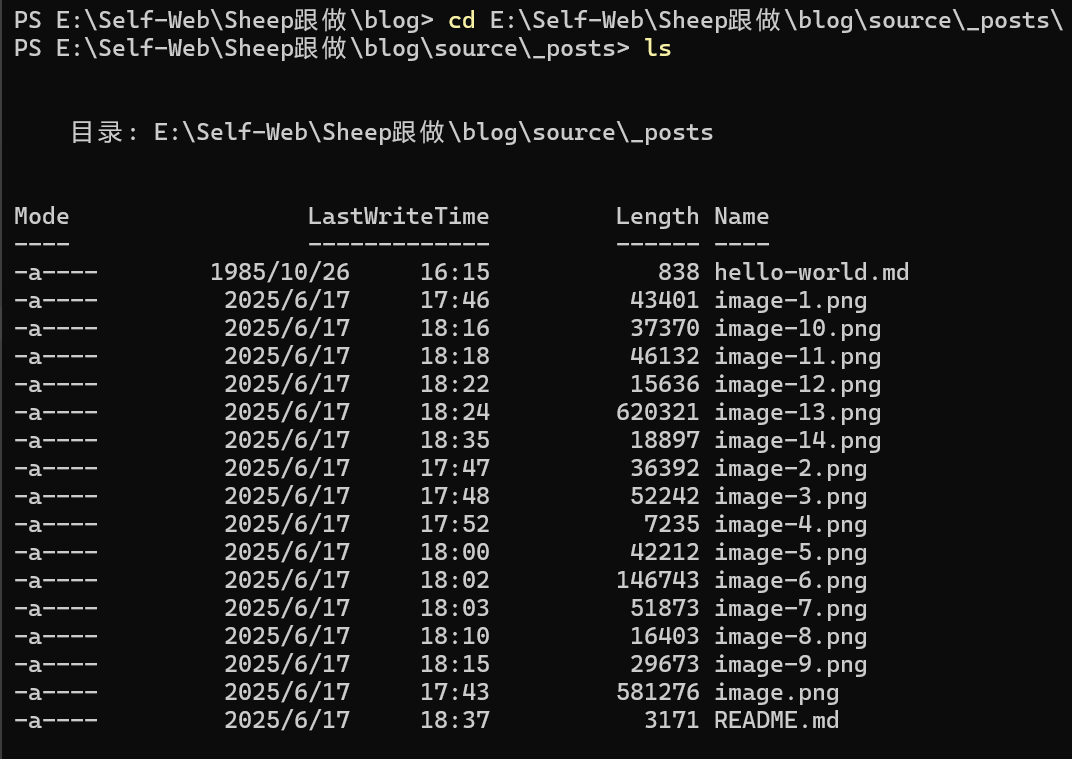 PS E:\Self-Web\Sheep跟做\blog> cd E:\Self-Web\Sheep跟做\blog\source\_posts\
PS E:\Self-Web\Sheep跟做\blog\source\_posts> ls
目录: E:\Self-Web\Sheep跟做\blog\source\_posts
Mode                 LastWriteTime         Length Name
----                 -------------         ------ ----
-a----        1985/10/26     16:15            838 hello-world.md
-a----         2025/6/17     17:46          43401 image-1.png
-a----         2025/6/17     18:16          37370 image-10.png
-a----         2025/6/17     18:18          46132 image-11.png
-a----         2025/6/17     18:22          15636 image-12.png
-a----         2025/6/17     18:24         620321 image-13.png
-a----         2025/6/17     18:35          18897 image-14.png
-a----         2025/6/17     17:47          36392 image-2.png
-a----         2025/6/17     17:48          52242 image-3.png
-a----         2025/6/17     17:52           7235 image-4.png
-a----         2025/6/17     18:00          42212 image-5.png
-a----         2025/6/17     18:02         146743 image-6.png
-a----         2025/6/17     18:03          51873 image-7.png
-a----         2025/6/17     18:10          16403 image-8.png
-a----         2025/6/17     18:15          29673 image-9.png
-a----         2025/6/17     17:43         581276 image.png
-a----         2025/6/17     18:37           3171 README.md